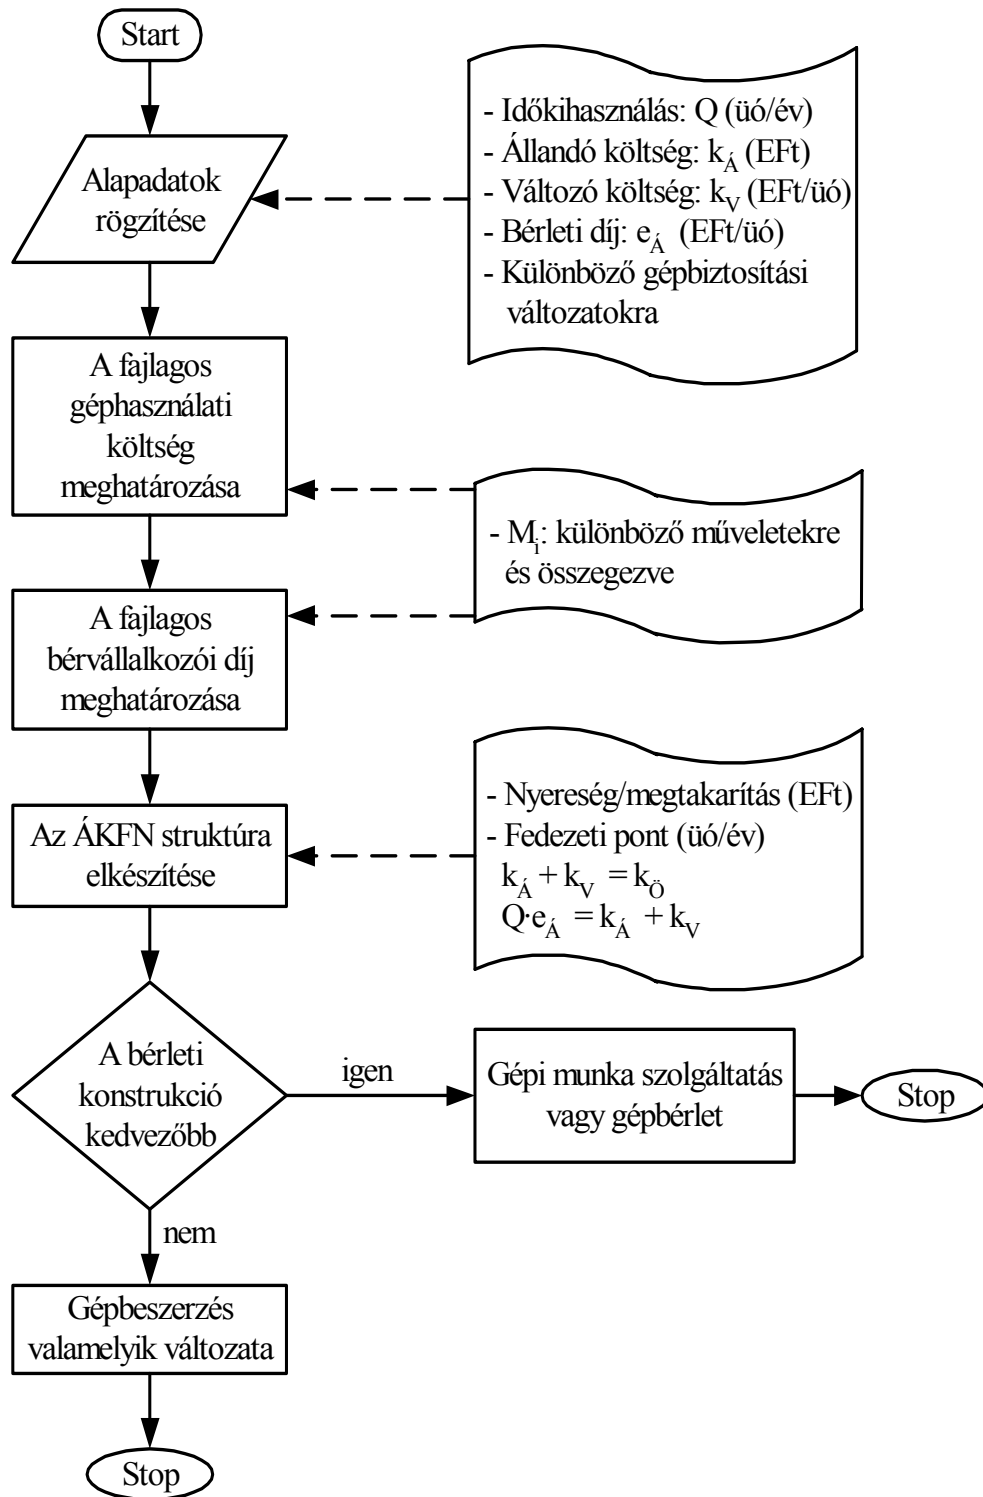 Start
- Időkihasználás: Q (üó/év)
- Állandó költség: kÁ (EFt)
- Változó költség: kV (EFt/üó)
- Bérleti díj: eÁ (EFt/üó)
- Különböző gépbiztosítási
változatokra
Alapadatok
rögzítése
A fajlagos
géphasználati
költség
meghatározása
- Mi: különböző műveletekre
és összegezve
A fajlagos
bérvállalkozói díj
meghatározása
- Nyereség/megtakarítás (EFt)
- Fedezeti pont (üó/év)
kÁ + kV = kÖ
Q·eÁ = kÁ + kV
Az ÁKFN struktúra
elkészítése
A bérleti
konstrukció
kedvezőbb
igen
Gépi munka szolgáltatás
vagy gépbérlet
Stop
nem
Gépbeszerzés
valamelyik változata
Stop